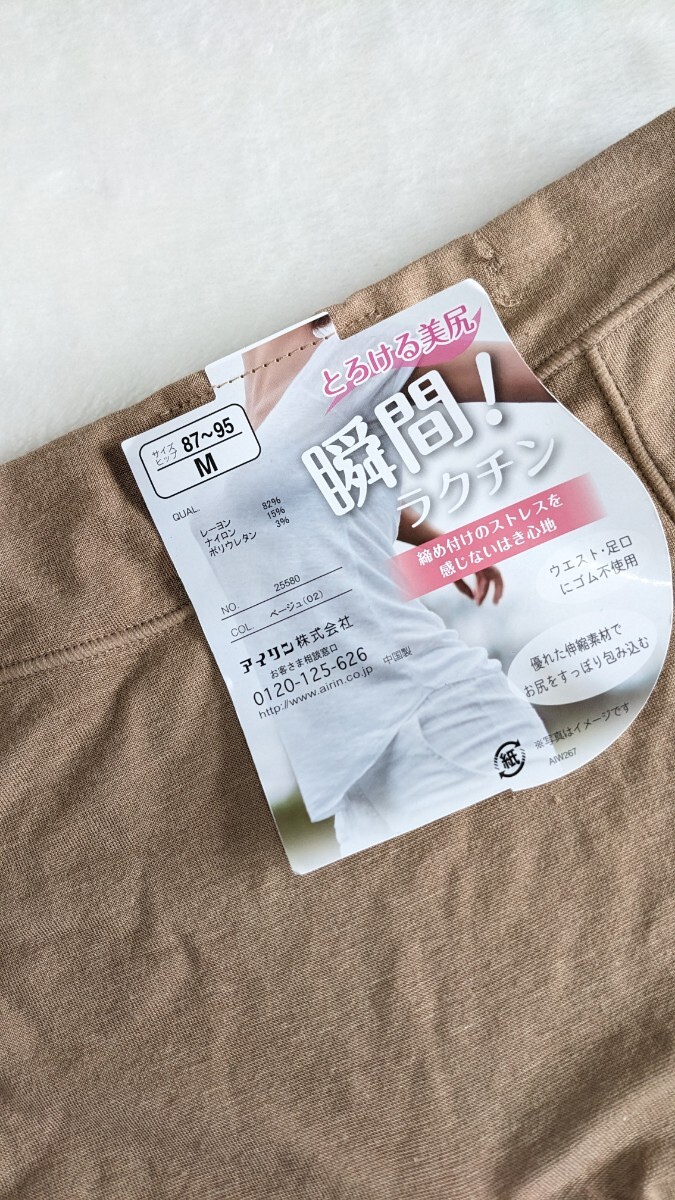 とろける美尻
瞬間!
ラクチン
締め付けのストレスを
感じないはき心地
ウエスト・足口
にゴム不使用
優れた伸縮素材で
お尻をすっぽり包み込む
※写真はイメージです
AIW267
紙
サイズ
ヒップ 87〜95
M
QUAL.
レーヨン 82%
ナイロン 15%
ポリウレタン 3%
NO. 25580
COL. ベージュ(02)
アイリン株式会社
お客さま相談窓口
0120-125-626
http://www.airin.co.jp 中国製